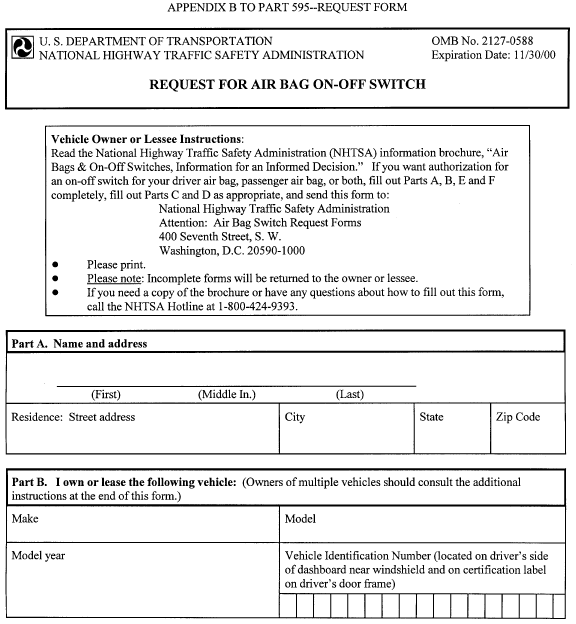 APPENDIX B TO PART 595--REQUEST FORM
U. S. DEPARTMENT OF TRANSPORTATION
NATIONAL HIGHWAY TRAFFIC SAFETY ADMINISTRATION
OMB No. 2127-0588
Expiration Date: 11/30/00
REQUEST FOR AIR BAG ON-OFF SWITCH
Vehicle Owner or Lessee Instructions:
Read the National Highway Traffic Safety Administration (NHTSA) information brochure, “Air
Bags & On-Off Switches, Information for an Informed Decision.” If you want authorization for
an on-off switch for your driver air bag, passenger air bag, or both, fill out Parts A, B, E and F
completely, fill out Parts C and D as appropriate, and send this form to:
National Highway Traffic Safety Administration
Attention: Air Bag Switch Request Forms
400 Seventh Street, S. W.
Washington, D.C. 20590-1000
● Please print.
● Please note: Incomplete forms will be returned to the owner or lessee.
● If you need a copy of the brochure or have any questions about how to fill out this form,
call the NHTSA Hotline at 1-800-424-9393.
Part A. Name and address
(First) (Middle In.) (Last)
Residence: Street address
City
State
Zip Code
Part B. I own or lease the following vehicle: (Owners of multiple vehicles should consult the additional
instructions at the end of this form.)
Make
Model
Model year
Vehicle Identification Number (located on driver’s side
of dashboard near windshield and on certification label
on driver’s door frame)